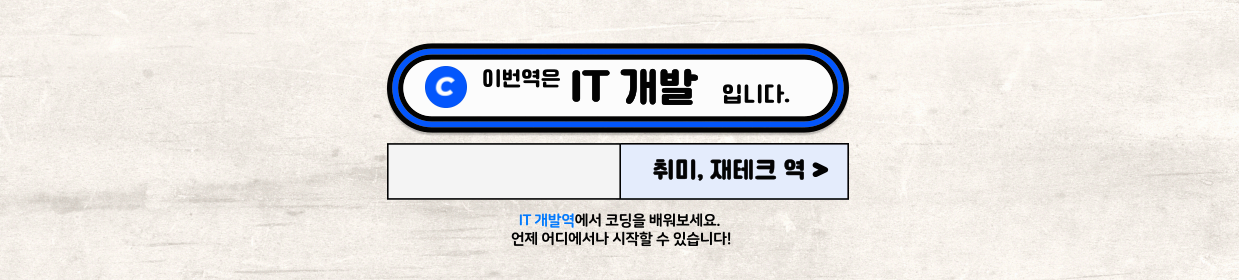 C 이번역은 IT 개발 입니다.
취미, 재테크 역 >
IT 개발역에서 코딩을 배워보세요.
언제 어디에서나 시작할 수 있습니다!